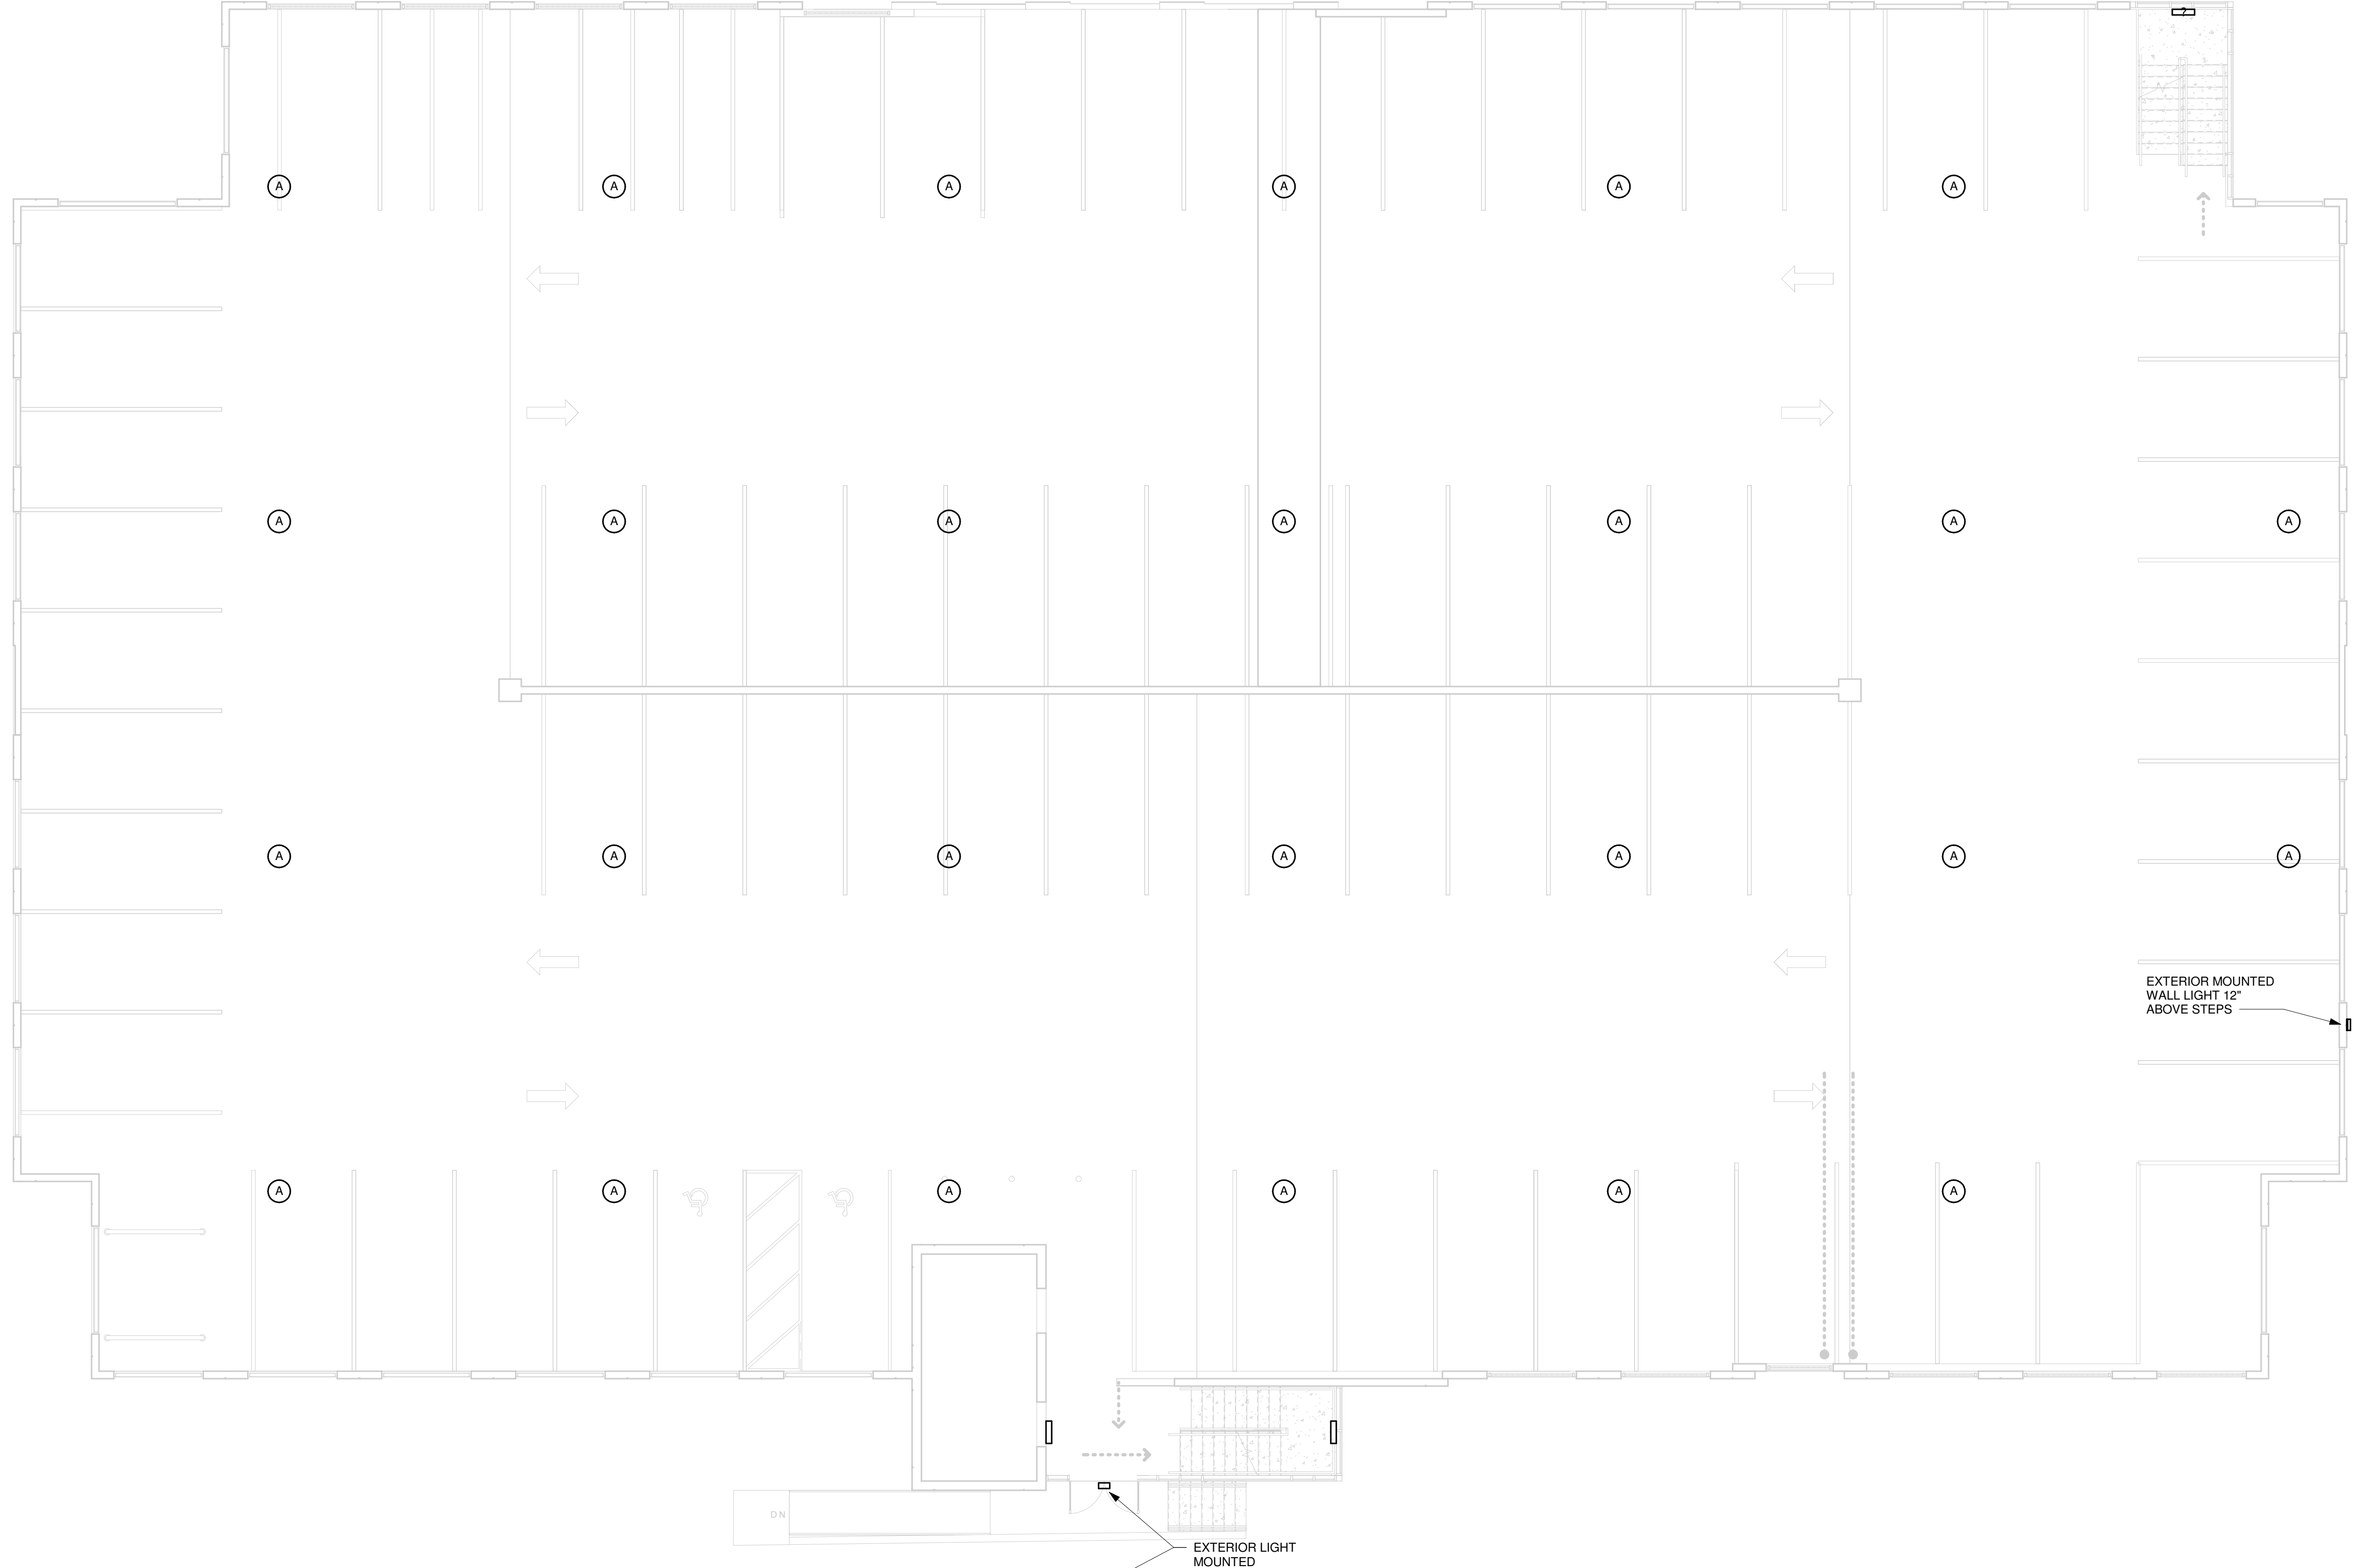 ?
A A A A A A
A A A A A A A
EXTERIOR MOUNTED
WALL LIGHT 12"
ABOVE STEPS
A A A A A A A
A A A A A A
DN
EXTERIOR LIGHT
MOUNTED